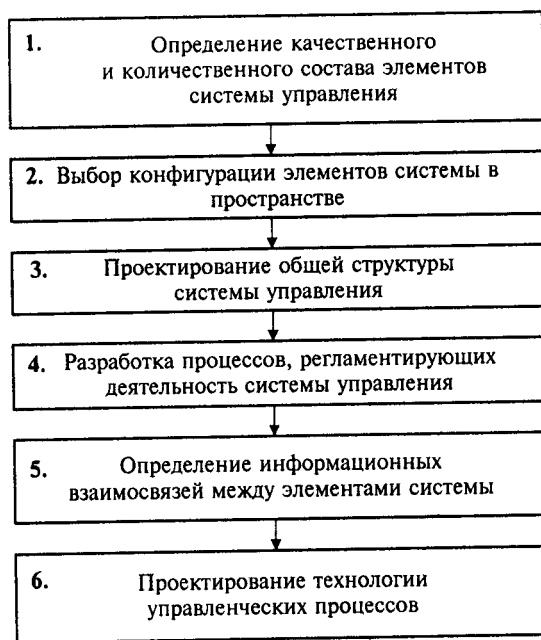 1. Определение качественного
и количественного состава элементов
системы управления
2. Выбор конфигурации элементов системы в
пространстве
3. Проектирование общей структуры
системы управления
4. Разработка процессов, регламентирующих
деятельность системы управления
5. Определение информационных
взаимосвязей между элементами системы
6. Проектирование технологии
управленческих процессов